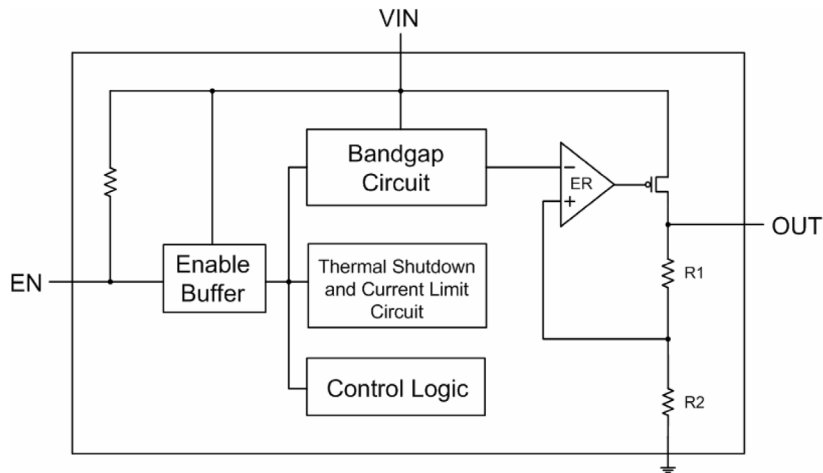 VIN
Bandgap
Circuit
−
ER
+
OUT
EN
Enable
Buffer
Thermal Shutdown
and Current Limit
Circuit
R1
Control Logic
R2